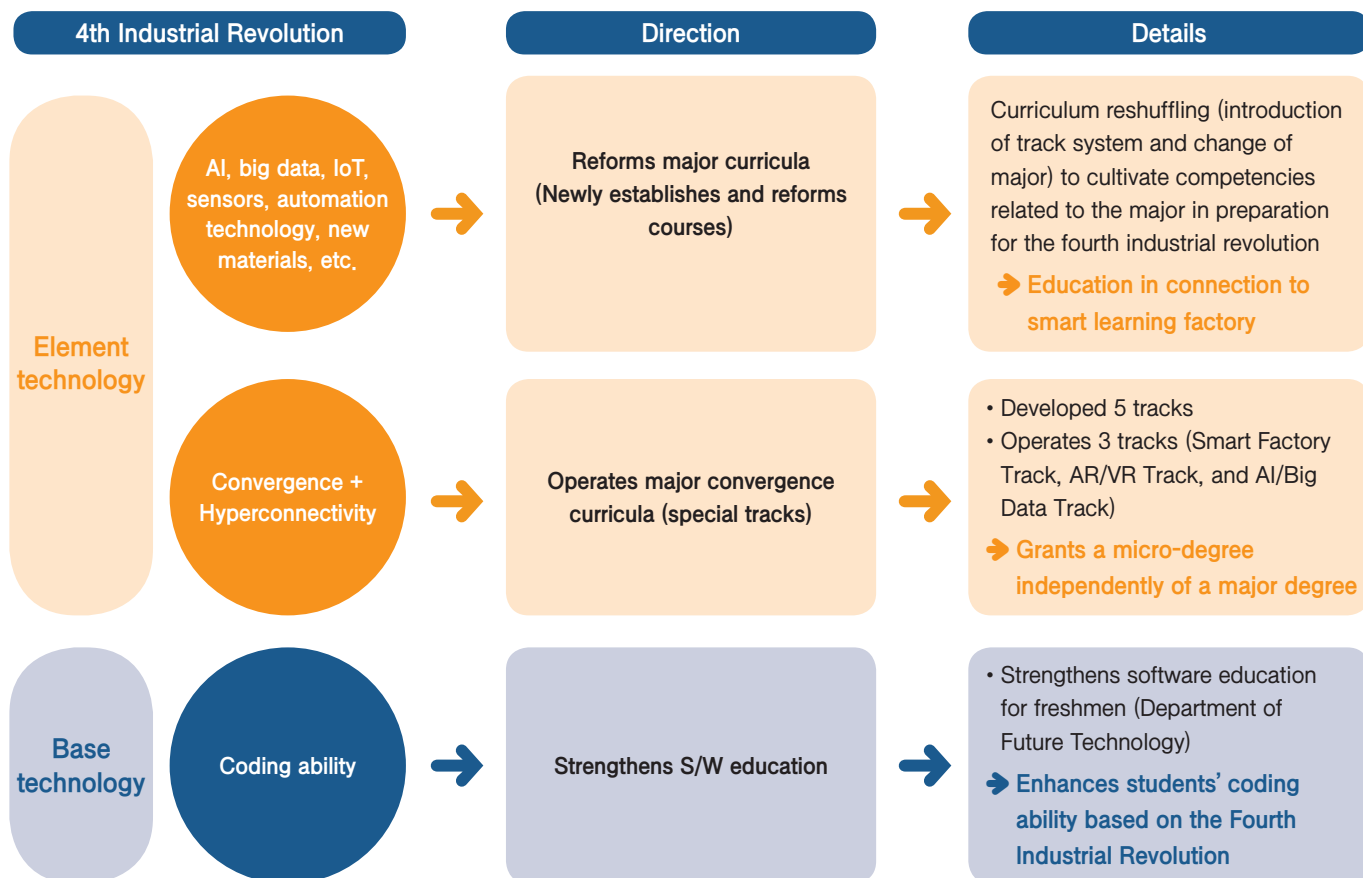 4th Industrial Revolution
Direction
Details
Element
technology
AI, big data, IoT,
sensors, automation
technology, new
materials, etc.
Reforms major curricula
(Newly establishes and reforms
courses)
Curriculum reshuffling (introduction
of track system and change of
major) to cultivate competencies
related to the major in preparation
for the fourth industrial revolution
➔ Education in connection to
smart learning factory
Convergence +
Hyperconnectivity
Operates major convergence
curricula (special tracks)
• Developed 5 tracks
• Operates 3 tracks (Smart Factory
Track, AR/VR Track, and AI/Big
Data Track)
➔ Grants a micro-degree
independently of a major degree
Base
technology
Coding ability
Strengthens S/W education
• Strengthens software education
for freshmen (Department of
Future Technology)
➔ Enhances students’ coding
ability based on the Fourth
Industrial Revolution